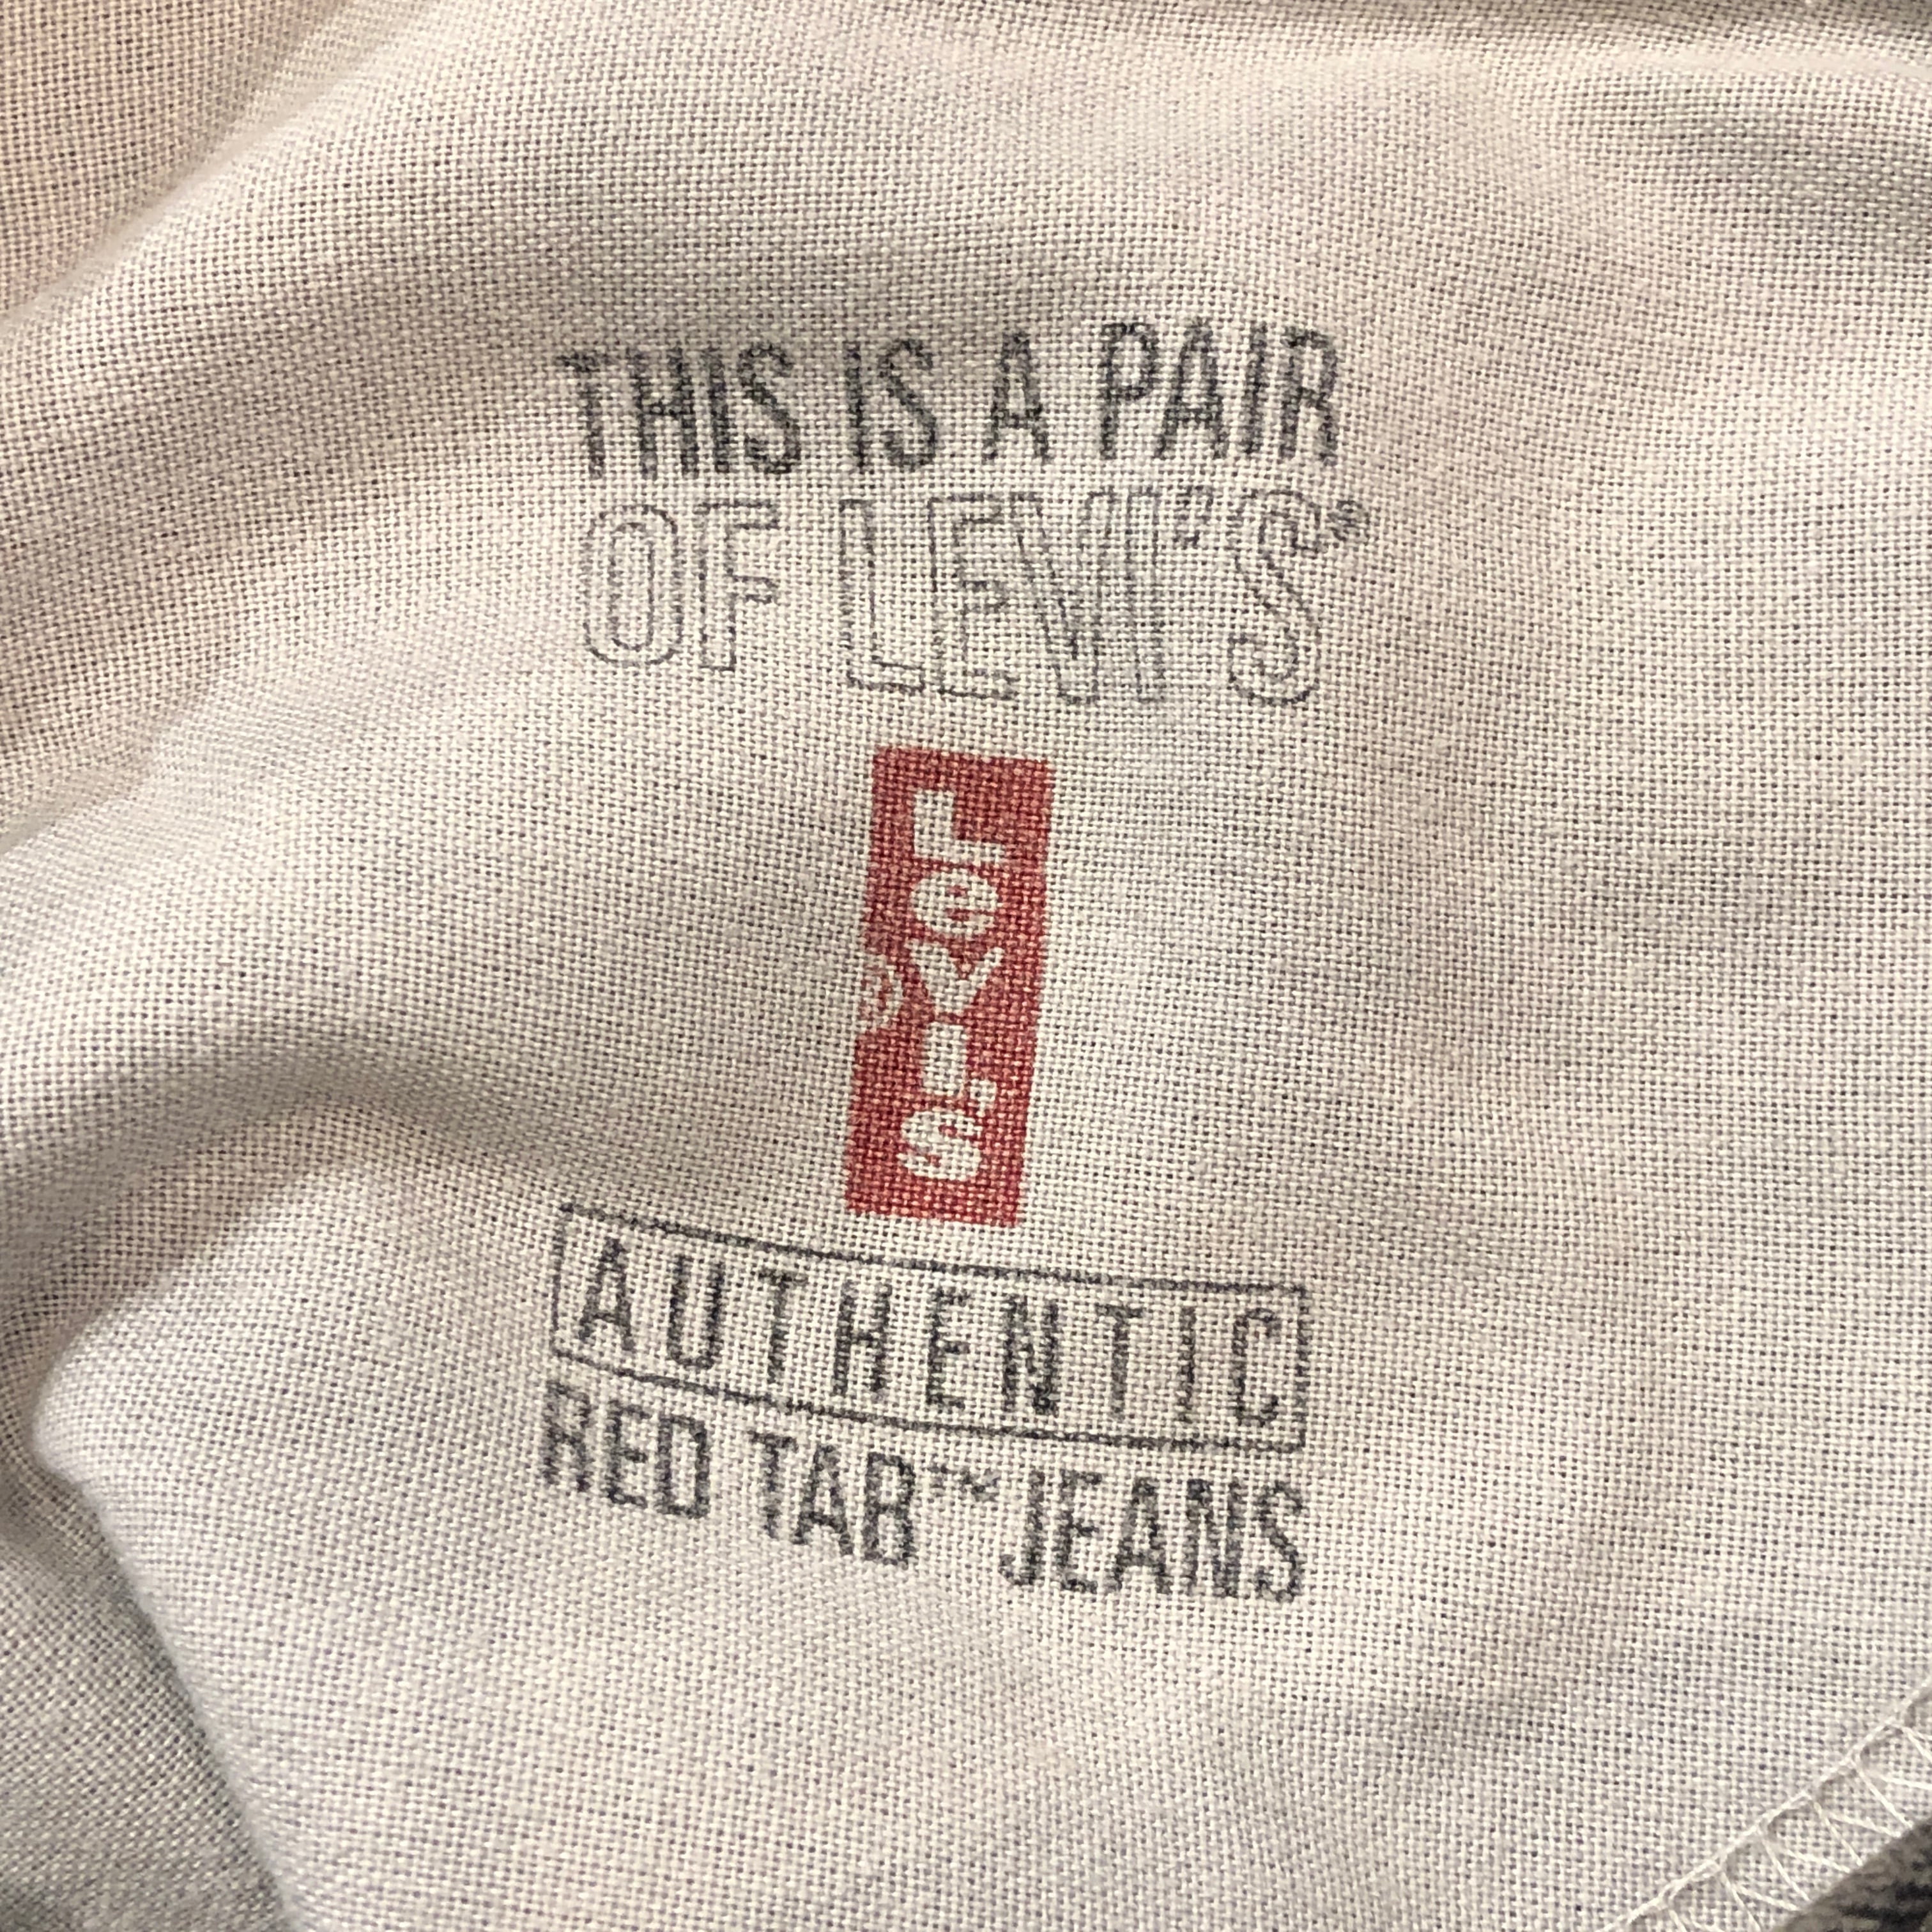 THIS IS A PAIR
OF LEVI'S®
LEVI'S
®
AUTHENTIC
RED TAB™ JEANS